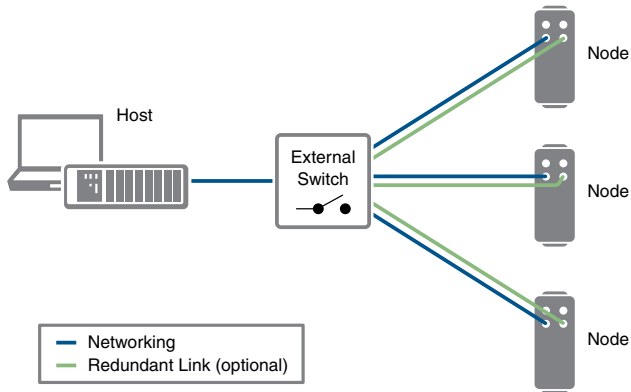 Node
Host
External
Switch
Node
Node
Networking
Redundant Link (optional)